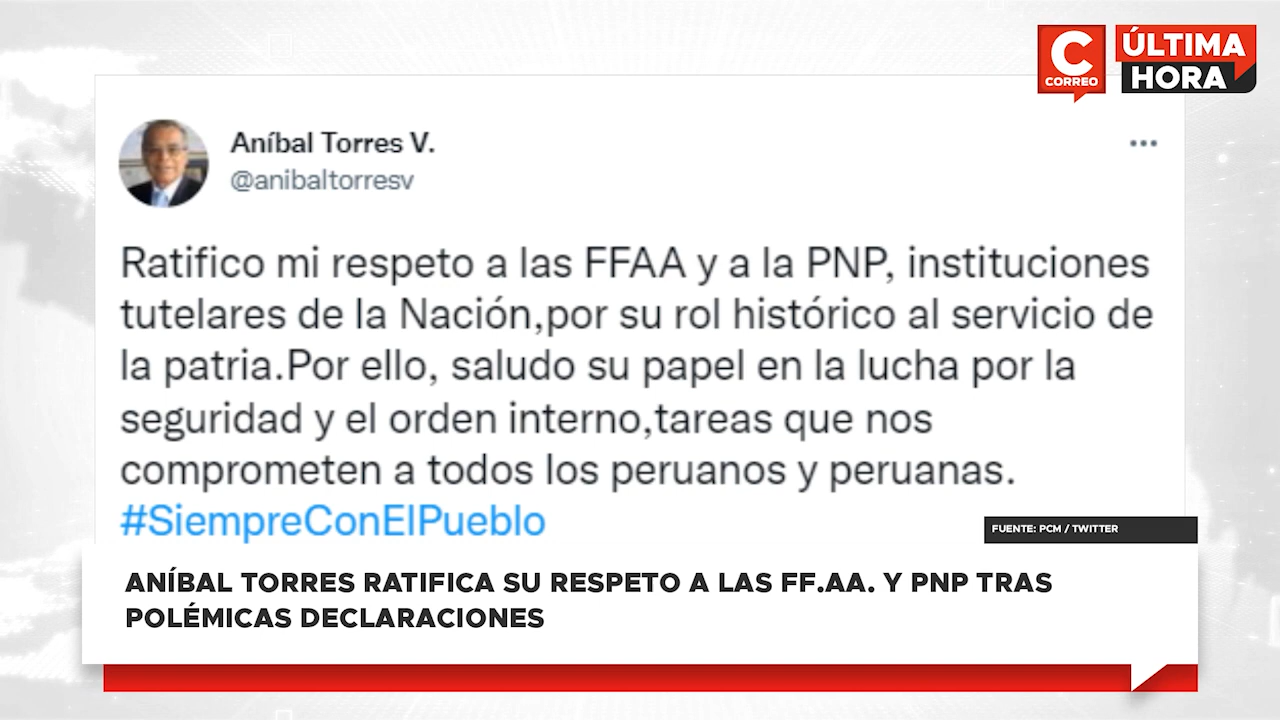 C
CORREO
ÚLTIMA
HORA
Aníbal Torres V.
@anibaltorresv
Ratifico mi respeto a las FFAA y a la PNP, instituciones
tutelares de la Nación,por su rol histórico al servicio de
la patria.Por ello, saludo su papel en la lucha por la
seguridad y el orden interno,tareas que nos
comprometen a todos los peruanos y peruanas.
#SiempreConElPueblo
FUENTE: PCM / TWITTER
ANÍBAL TORRES RATIFICA SU RESPETO A LAS FF.AA. Y PNP TRAS
POLÉMICAS DECLARACIONES